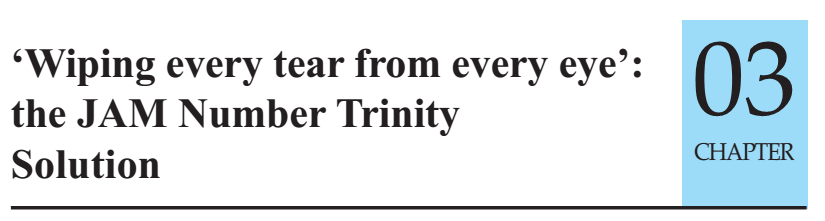 ‘Wiping every tear from every eye’:
the JAM Number Trinity
Solution
03
CHAPTER